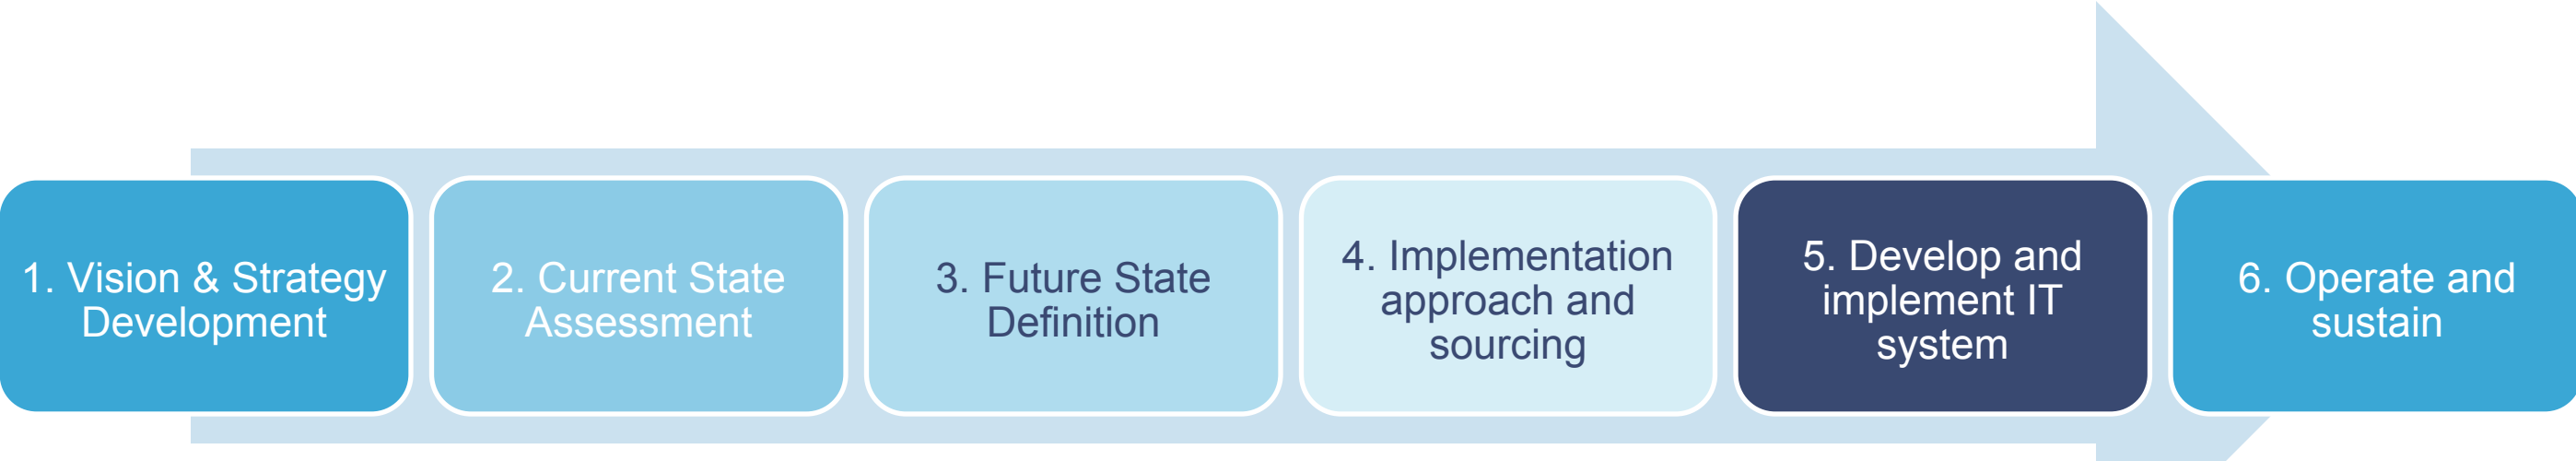 1. Vision & Strategy
Development
2. Current State
Assessment
3. Future State
Definition
4. Implementation
approach and
sourcing
5. Develop and
implement IT
system
6. Operate and
sustain